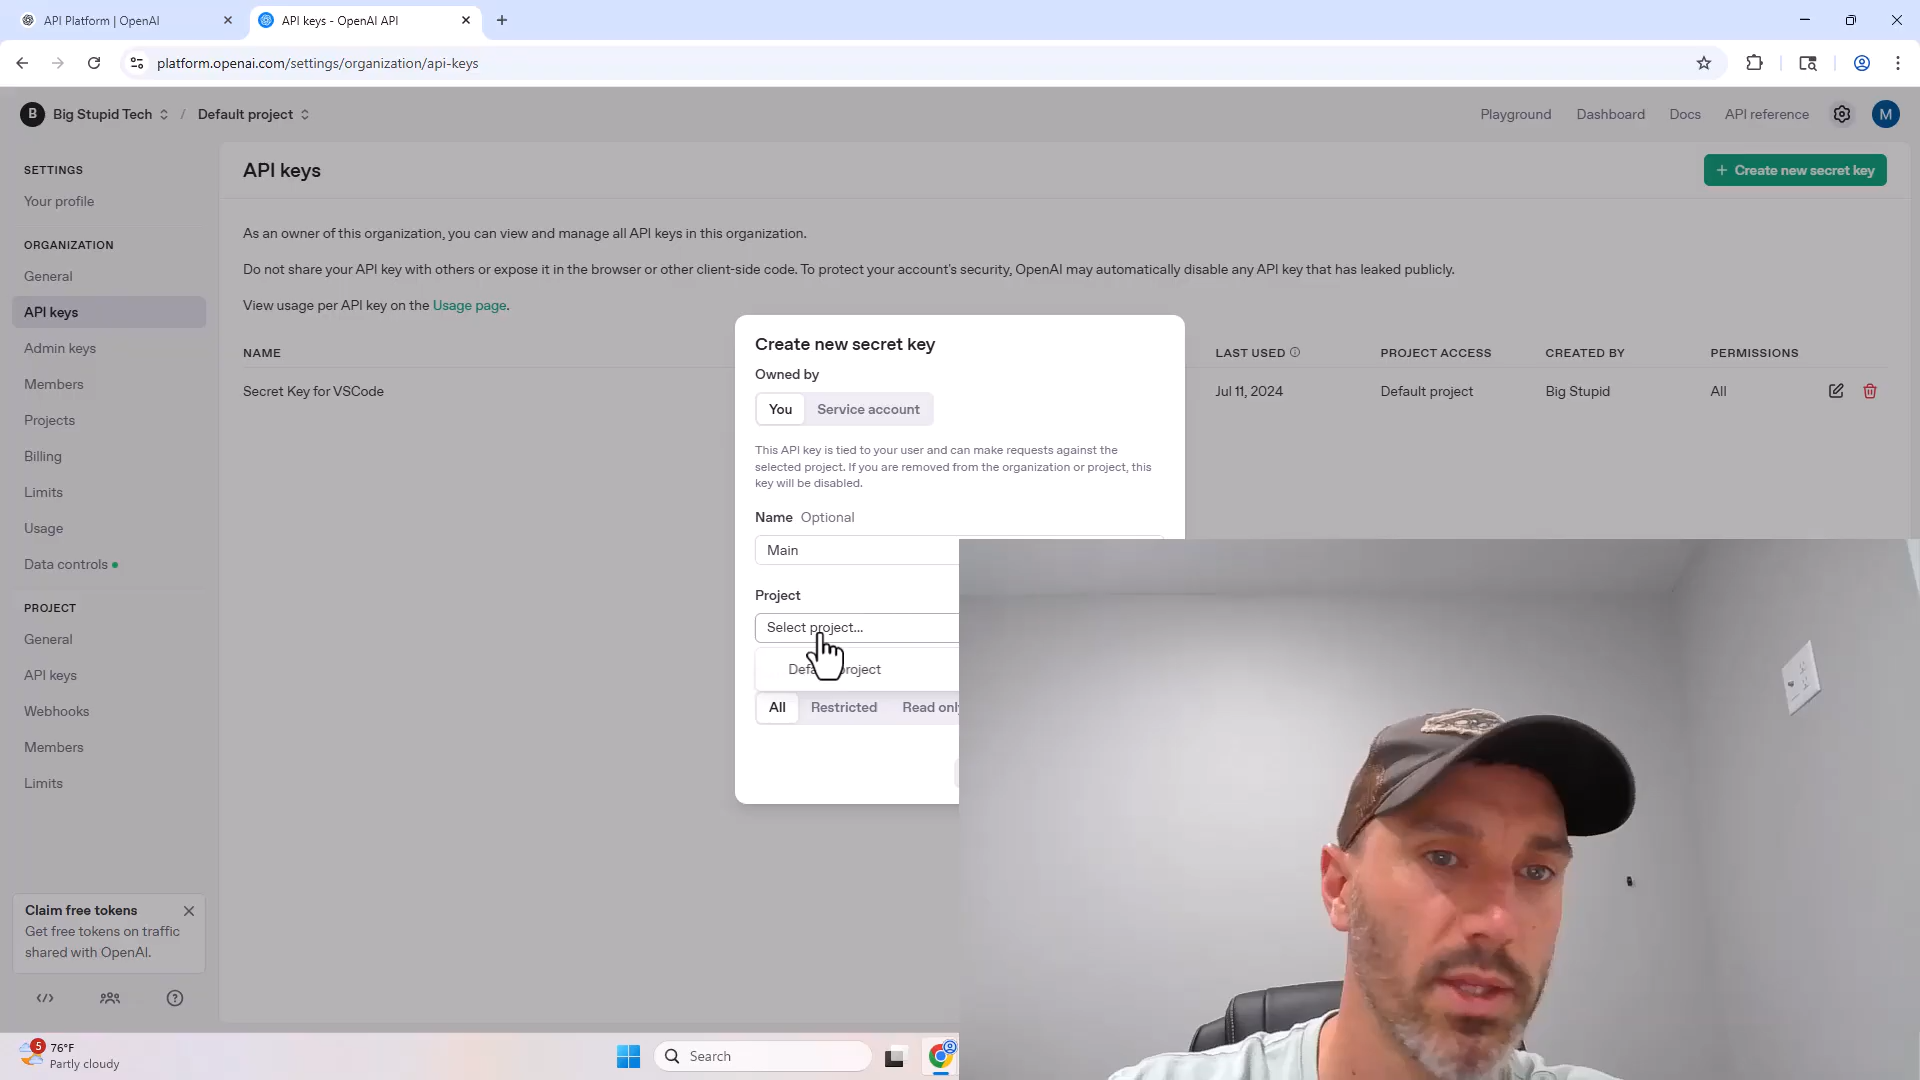 API Platform | OpenAI
API keys - OpenAI API
platform.openai.com/settings/organization/api-keys
B Big Stupid Tech / Default project
Playground Dashboard Docs API reference M
SETTINGS
Your profile
ORGANIZATION
General
API keys
Admin keys
Members
Projects
Billing
Limits
Usage
Data controls
PROJECT
General
API keys
Webhooks
Members
Limits
Claim free tokens
Get free tokens on traffic
shared with OpenAI.
API keys
+ Create new secret key
As an owner of this organization, you can view and manage all API keys in this organization.
Do not share your API key with others or expose it in the browser or other client-side code. To protect your account's security, OpenAI may automatically disable any API key that has leaked publicly.
View usage per API key on the Usage page.
NAME LAST USED PROJECT ACCESS CREATED BY PERMISSIONS
Secret Key for VSCode Jul 11, 2024 Default project Big Stupid All
Create new secret key
Owned by
You Service account
This API key is tied to your user and can make requests against the
selected project. If you are removed from the organization or project, this
key will be disabled.
Name Optional
Main
Project
Select project...
project
All Restricted Read
5
76°F
Partly cloudy
Search